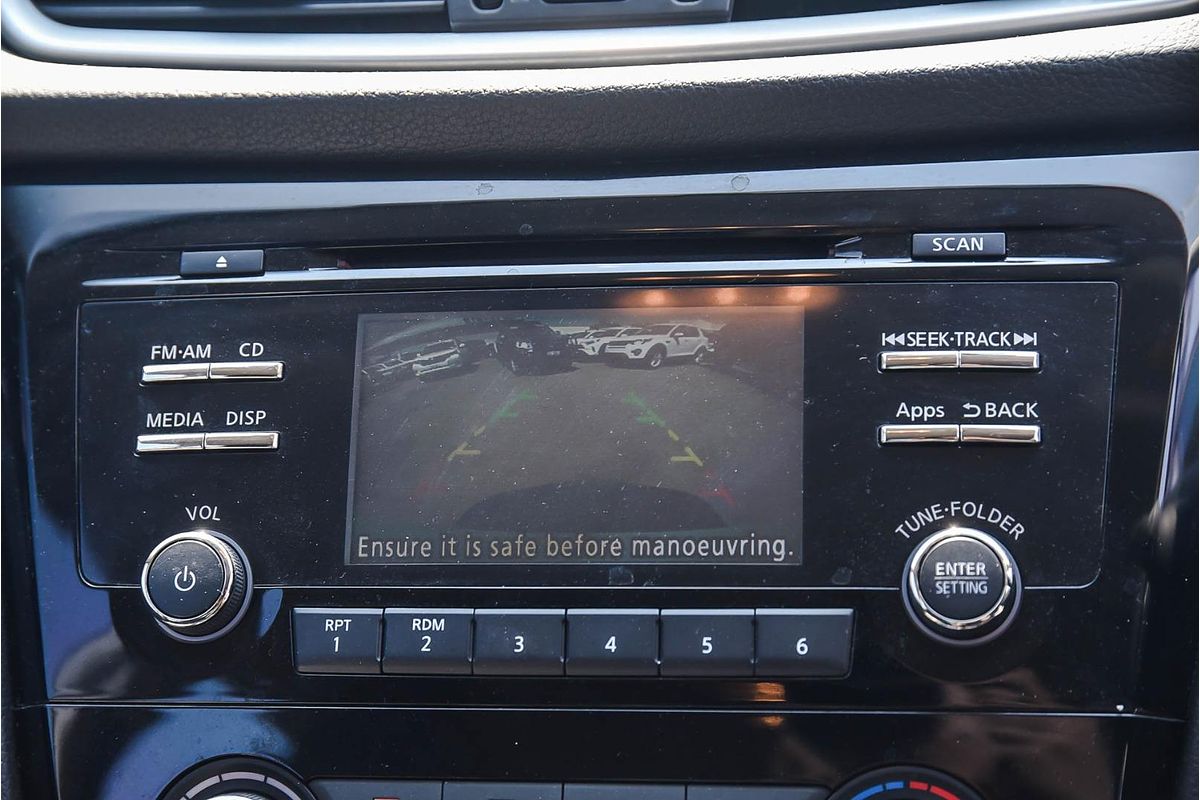 SCAN
FM·AM CD
⏮SEEK·TRACK⏭
MEDIA DISP
Apps ⮌BACK
VOL
TUNE·FOLDER
Ensure it is safe before manoeuvring.
ENTER
SETTING
RPT
1
RDM
2
3
4
5
6